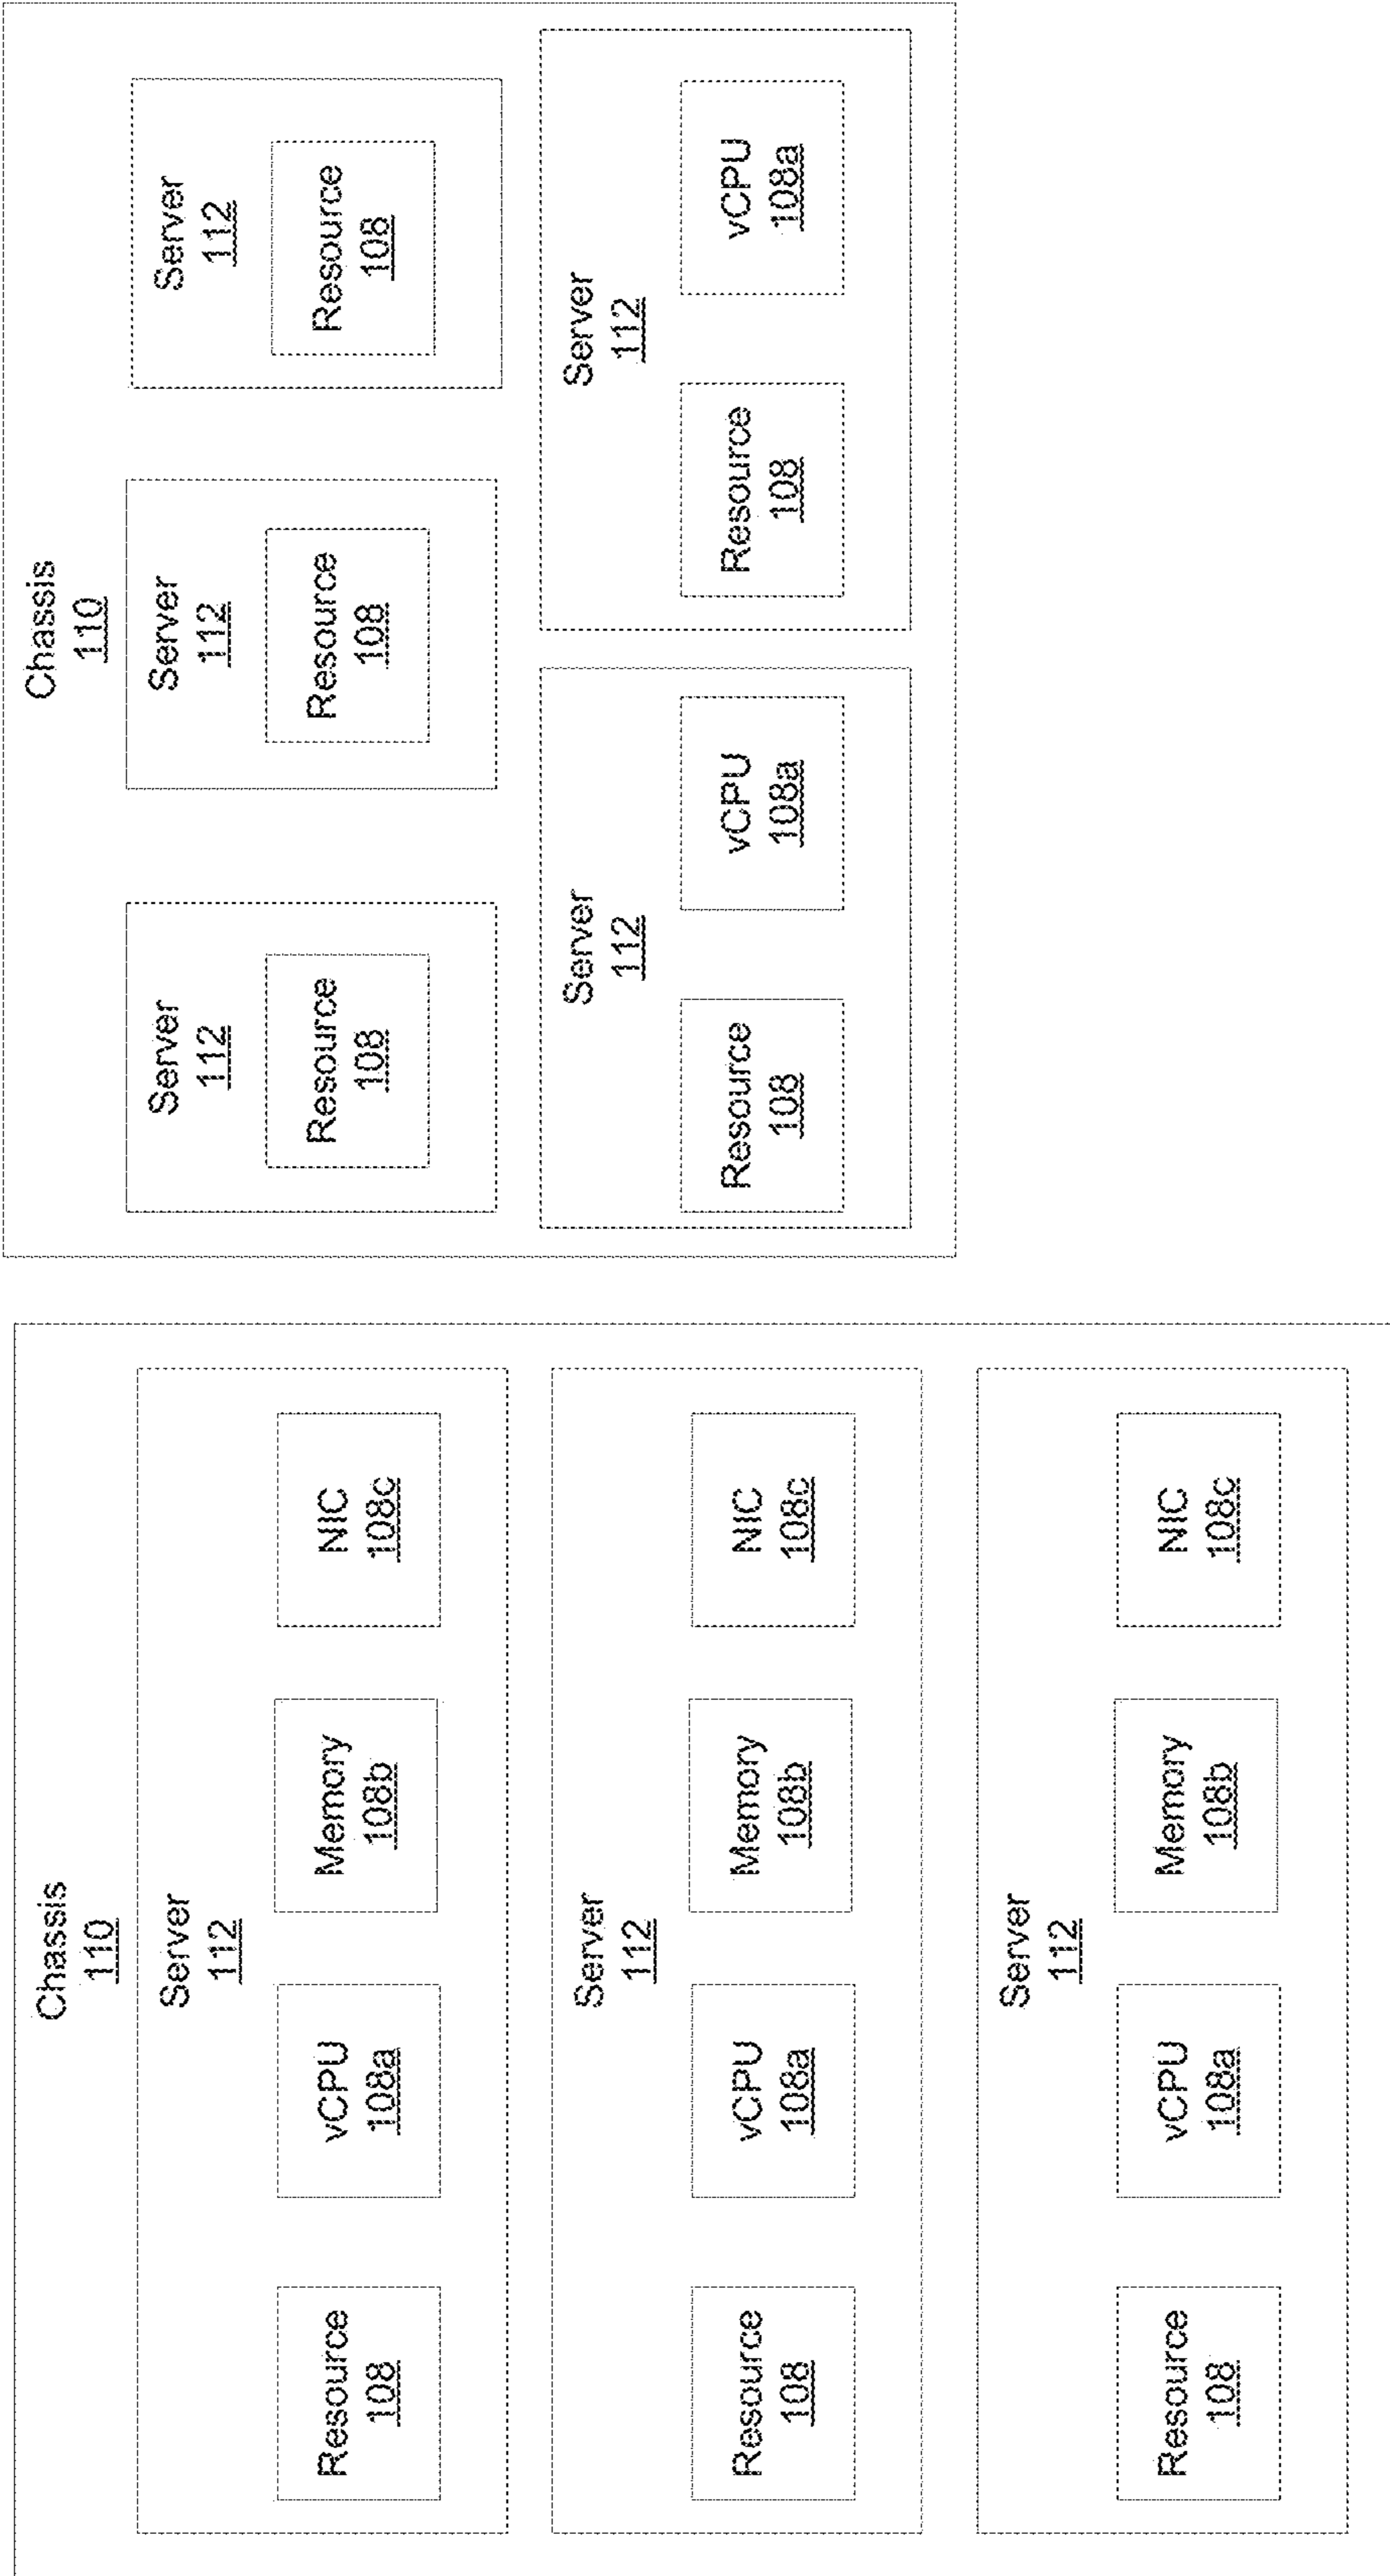 Chassis
110
Server
112
Resource
108
vCPU
108a
Memory
108b
NIC
108c
Server
112
Resource
108
vCPU
108a
Memory
108b
NIC
108c
Server
112
Resource
108
vCPU
108a
Memory
108b
NIC
108c
Chassis
110
Server
112
Resource
108
Server
112
Resource
108
Server
112
Resource
108
Server
112
Resource
108
vCPU
108a
Server
112
Resource
108
vCPU
108a